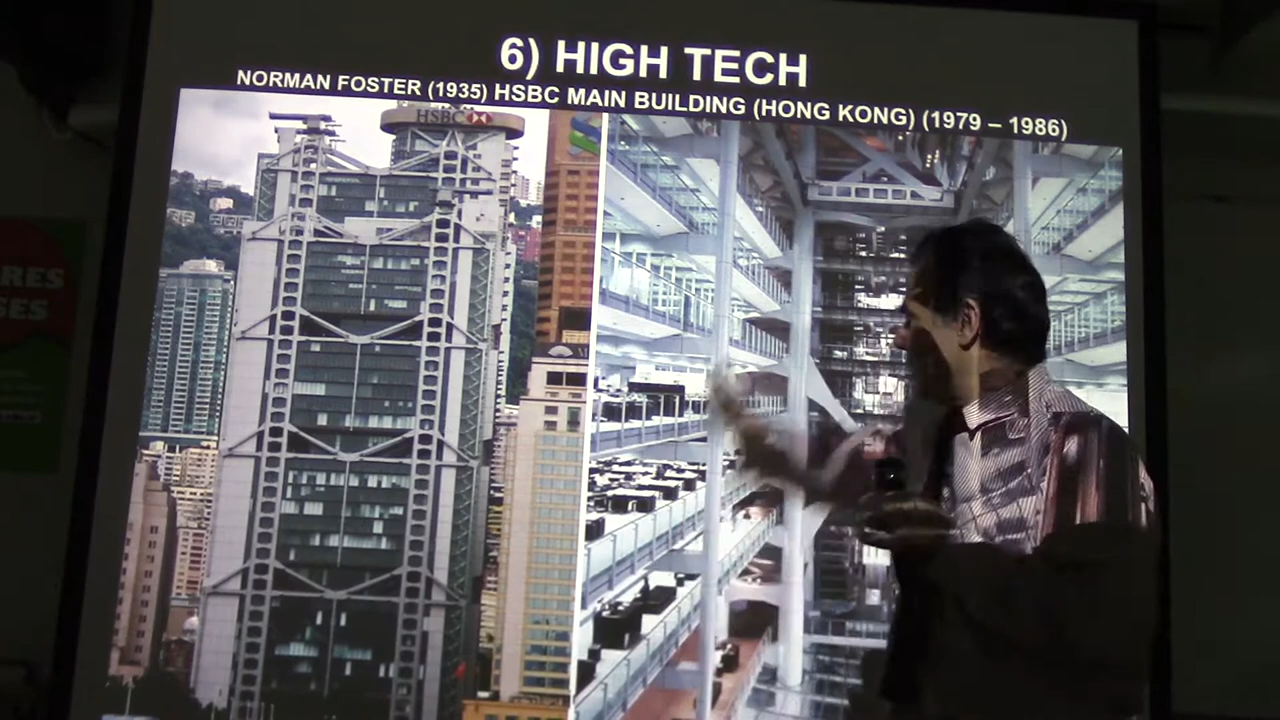 6) HIGH TECH
NORMAN FOSTER (1935) HSBC MAIN BUILDING (HONG KONG) (1979 – 1986)
HSBC